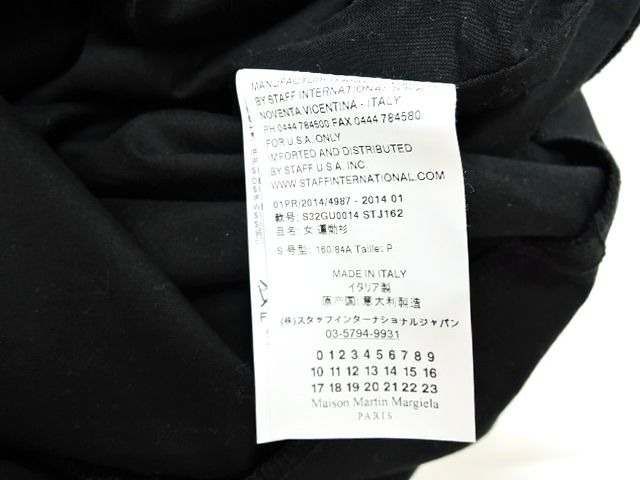 BY STAFF INTERNATIONAL S.P.A.
NOVENTA VICENTINA - ITALY
PH 0444 784500 FAX 0444 784580
FOR U.S.A. ONLY
IMPORTED AND DISTRIBUTED
BY STAFF U.S.A. INC.
WWW.STAFFINTERNATIONAL.COM
01PR/2014/4987 - 2014.01
款号: S32GU0014 STJ162
品名: 女 運動衫
S 号型: 160/84A Taille: P
MADE IN ITALY
イタリア製
原产国: 意大利製造
(株)スタッフインターナショナルジャパン
03-5794-9931
0 1 2 3 4 5 6 7 8 9
10 11 12 13 14 15 16
17 18 19 20 21 22 23
Maison Martin Margiela
PARIS